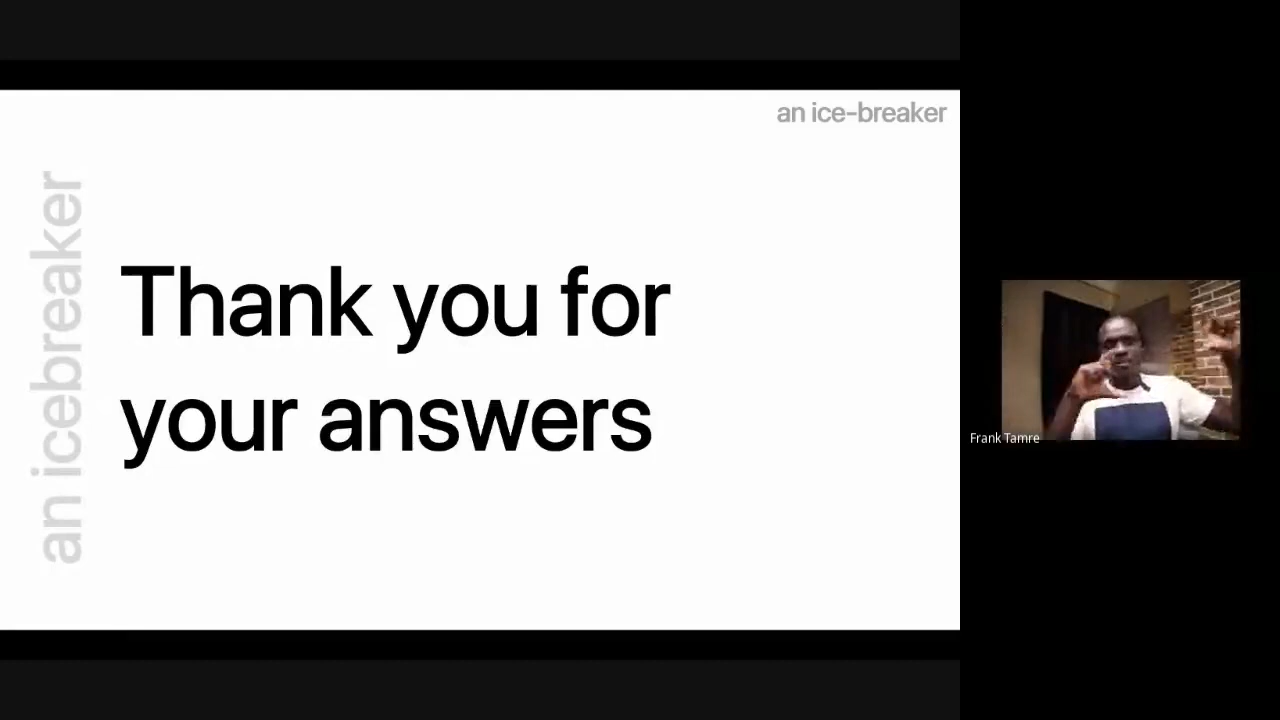 an ice-breaker
an icebreaker
Thank you for
your answers
Frank Tamre